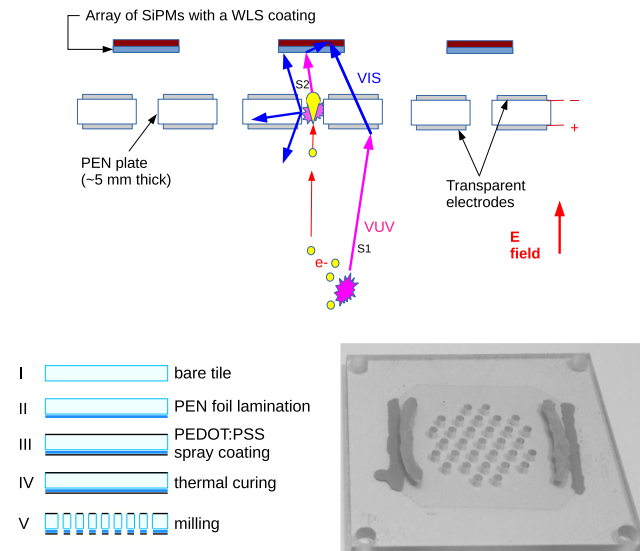 Array of SiPMs with a WLS coating
VIS
S2
−
+
PEN plate
(~5 mm thick)
Transparent
electrodes
VUV
S1
E
field
e-
I bare tile
II PEN foil lamination
III PEDOT:PSS
spray coating
IV thermal curing
V milling